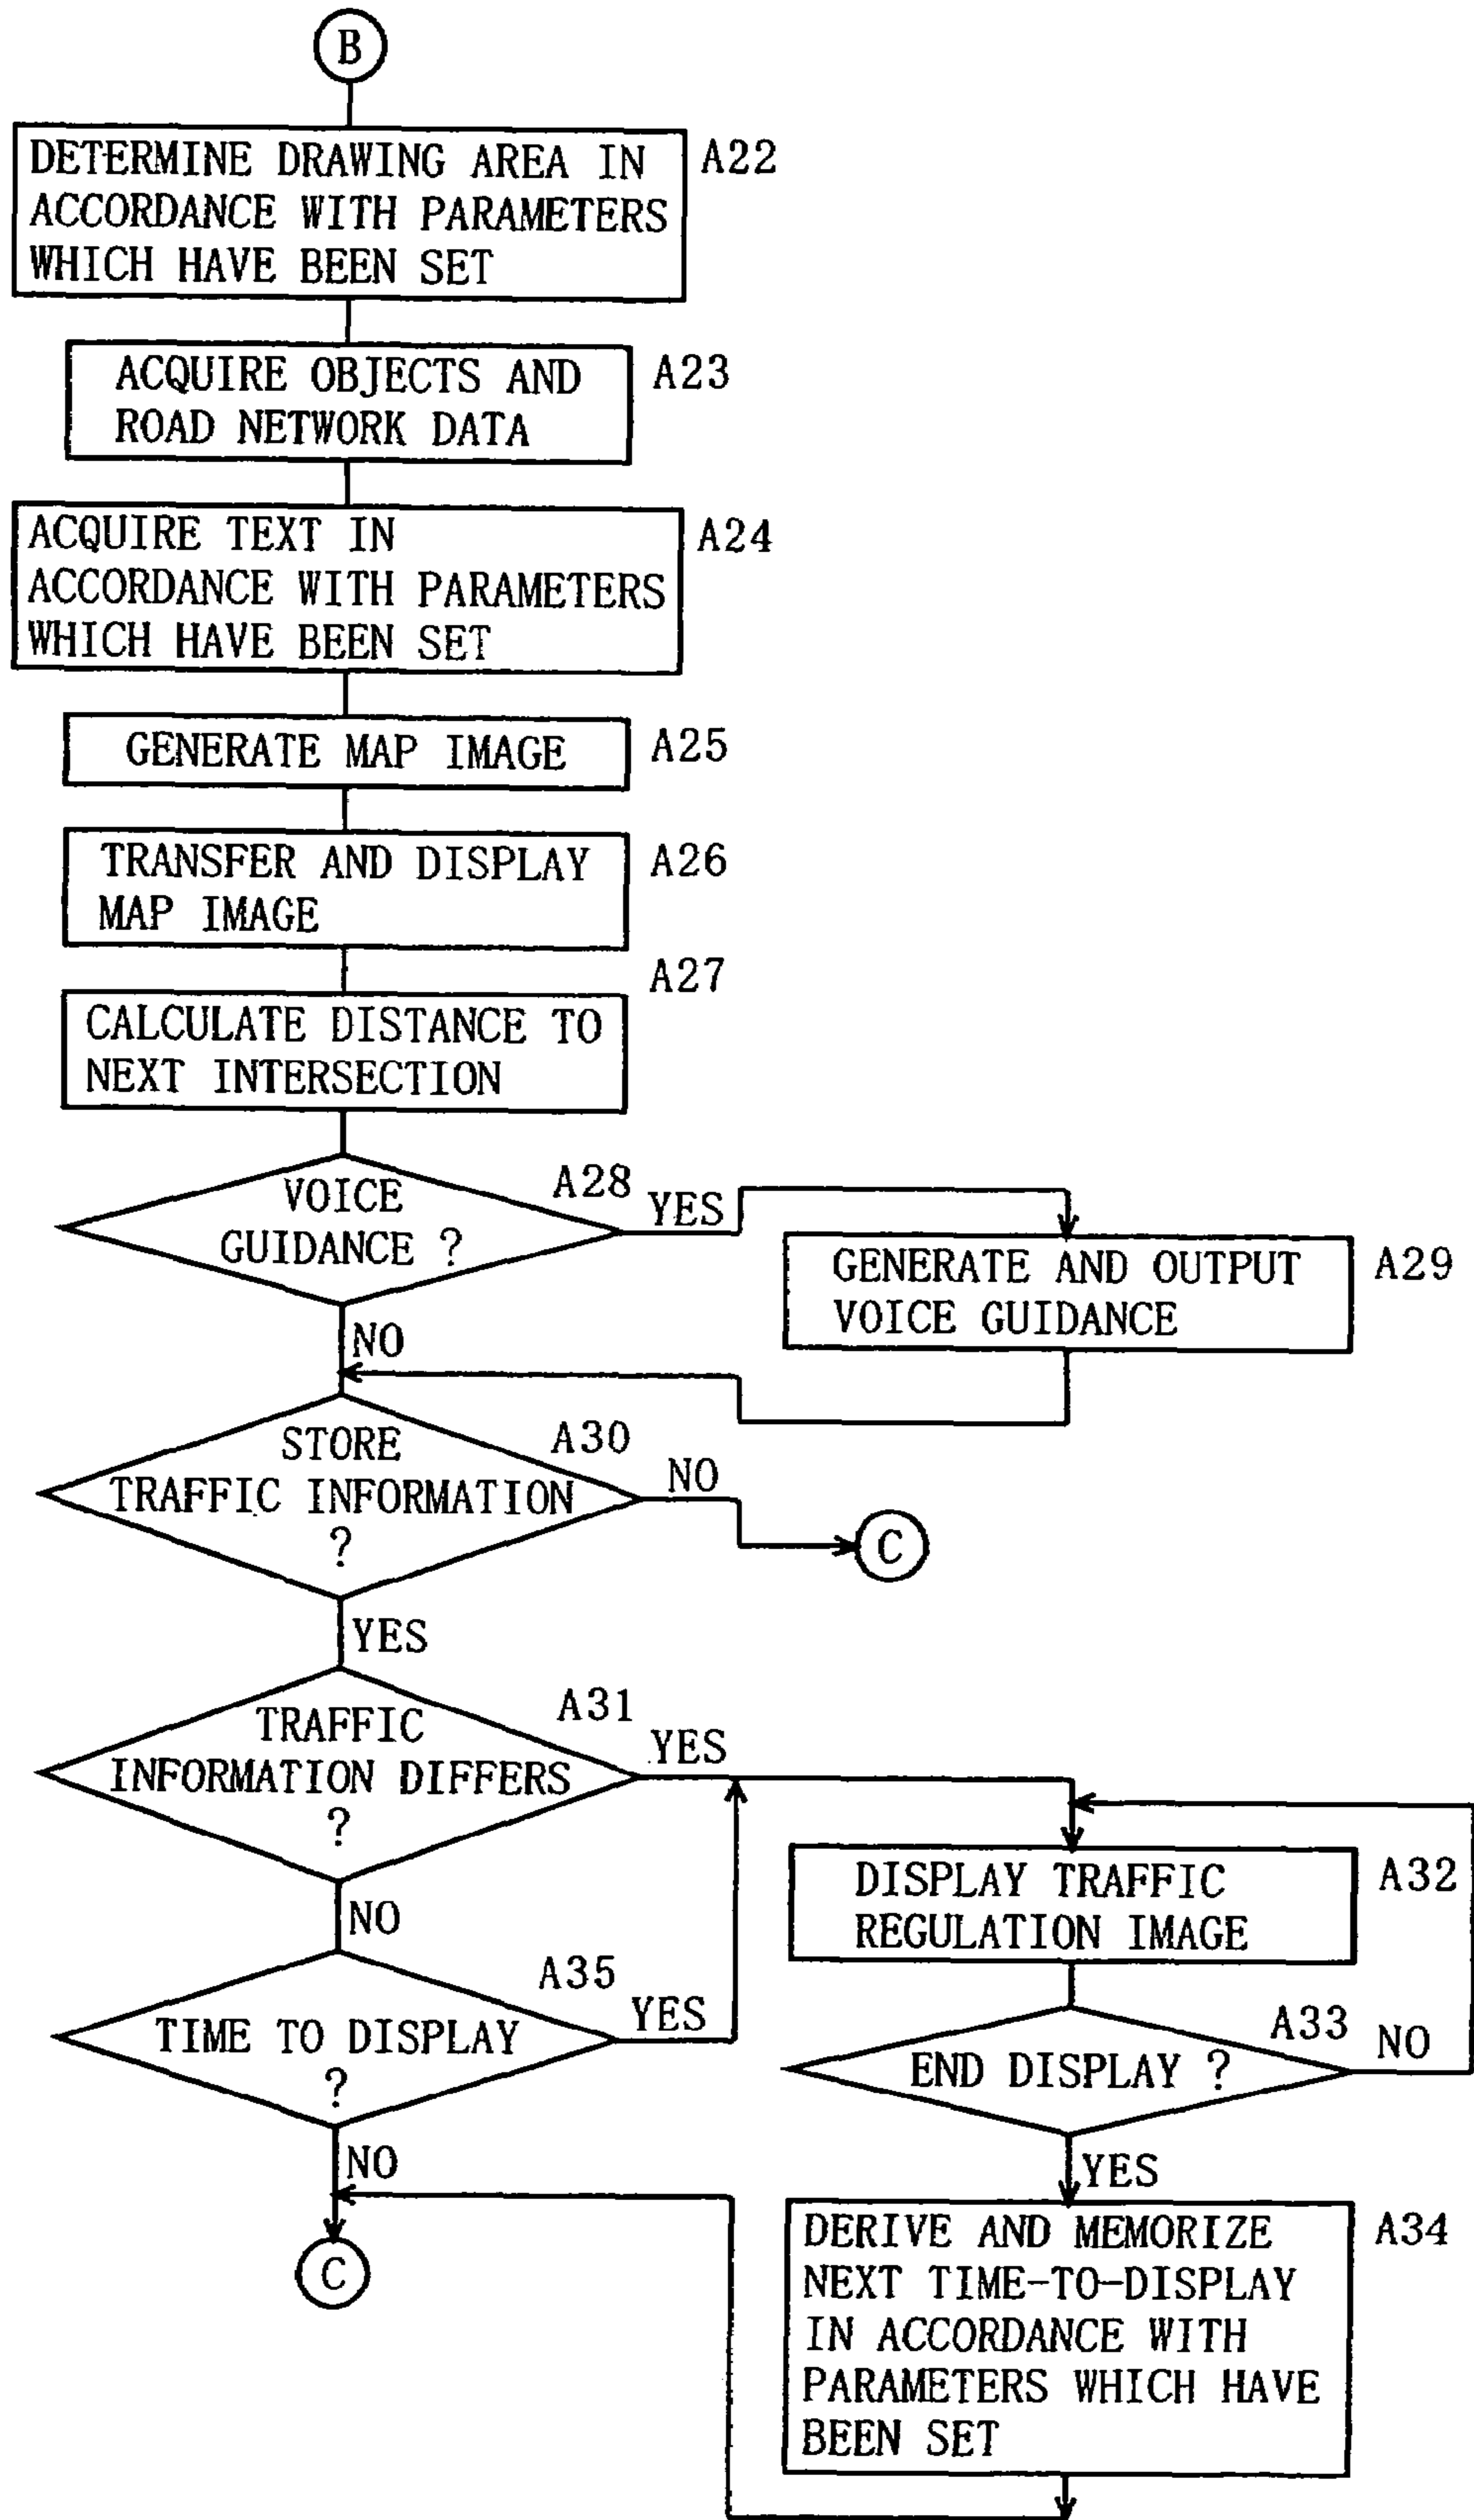 B
DETERMINE DRAWING AREA IN
ACCORDANCE WITH PARAMETERS
WHICH HAVE BEEN SET
A22
ACQUIRE OBJECTS AND
ROAD NETWORK DATA
A23
ACQUIRE TEXT IN
ACCORDANCE WITH PARAMETERS
WHICH HAVE BEEN SET
A24
GENERATE MAP IMAGE
A25
TRANSFER AND DISPLAY
MAP IMAGE
A26
A27
CALCULATE DISTANCE TO
NEXT INTERSECTION
VOICE
GUIDANCE ?
A28
YES
GENERATE AND OUTPUT
VOICE GUIDANCE
A29
NO
STORE
TRAFFIC INFORMATION
?
A30
NO
C
YES
TRAFFIC
INFORMATION DIFFERS
?
A31
YES
DISPLAY TRAFFIC
REGULATION IMAGE
A32
NO
TIME TO DISPLAY
?
A35
YES
END DISPLAY ?
A33
NO
NO
C
YES
DERIVE AND MEMORIZE
NEXT TIME-TO-DISPLAY
IN ACCORDANCE WITH
PARAMETERS WHICH HAVE
BEEN SET
A34